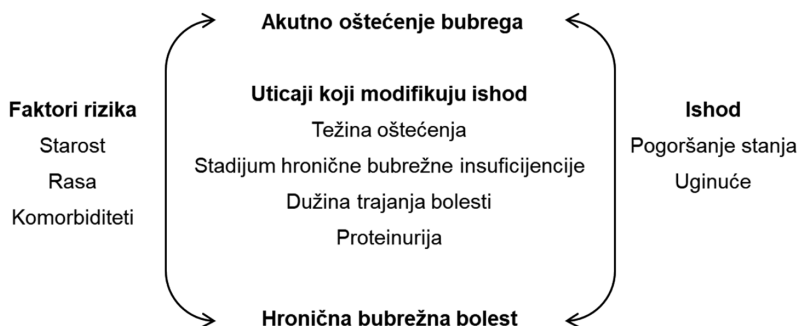 Akutno oštećenje bubrega
Faktori rizika
Starost
Rasa
Komorbiditeti
Uticaji koji modifikuju ishod
Težina oštećenja
Stadijum hronične bubrežne insuficijencije
Dužina trajanja bolesti
Proteinurija
Ishod
Pogoršanje stanja
Uginuće
Hronična bubrežna bolest